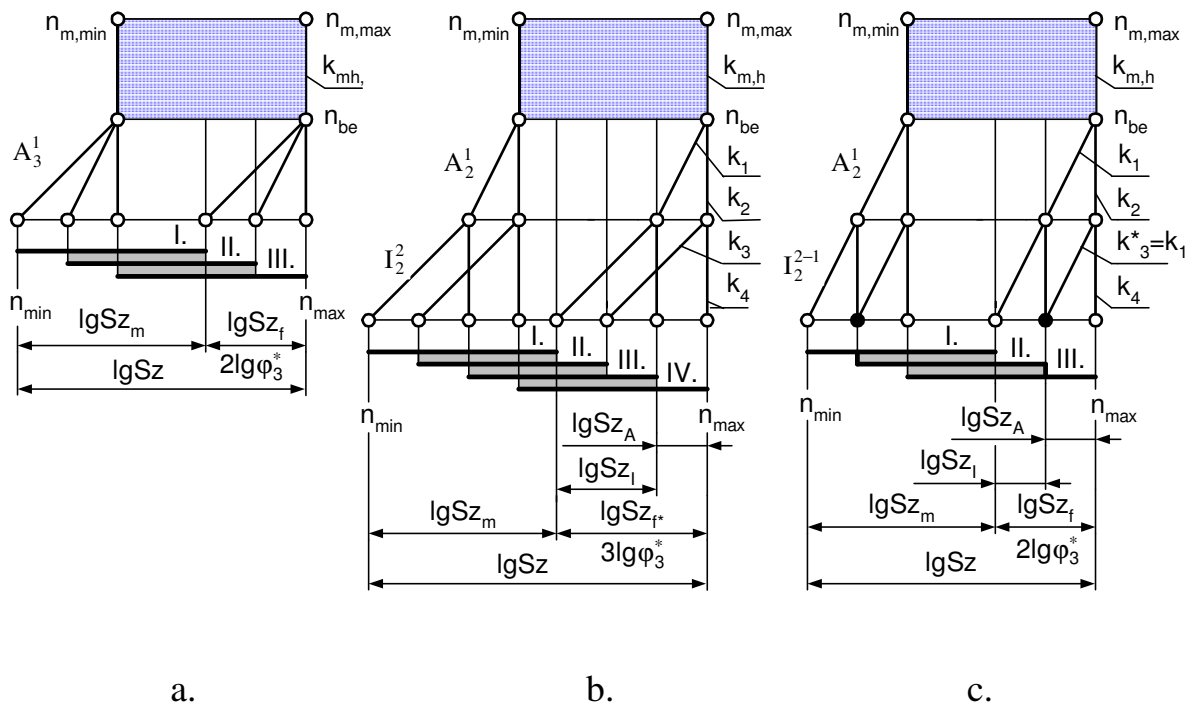 n_m,min
n_m,max
k_mh,
n_be
A_3^1
I.
II.
III.
n_min
n_max
lgSz_m
lgSz_f
2lgφ_3^*
lgSz
a.
n_m,min
n_m,max
k_m,h
n_be
A_2^1
k_1
k_2
I_2^2
k_3
k_4
I.
II.
III.
IV.
n_min
n_max
lgSz_A
lgSz_I
lgSz_m
lgSz_f*
3lgφ_3^*
lgSz
b.
n_m,min
n_m,max
k_m,h
n_be
A_2^1
k_1
k_2
I_2^2-1
k*_3=k_1
k_4
I.
II.
III.
n_min
n_max
lgSz_A
lgSz_I
lgSz_m
lgSz_f
2lgφ_3^*
lgSz
c.